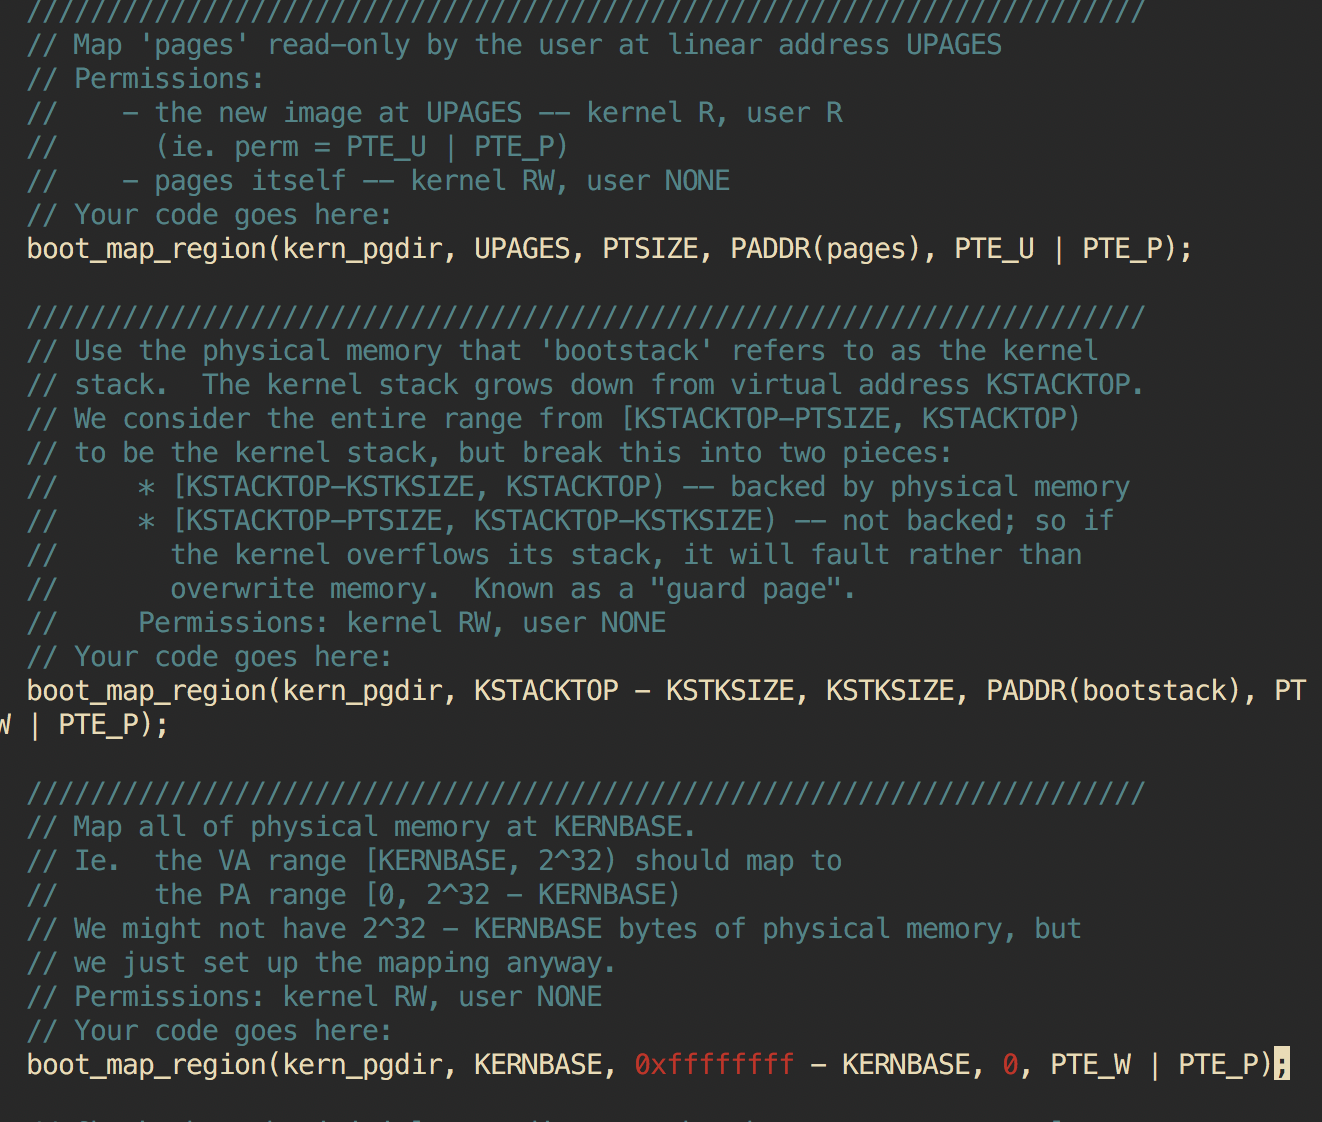 //////////////////////////////////////////////////////////////////////
// Map 'pages' read-only by the user at linear address UPAGES
// Permissions:
//    - the new image at UPAGES -- kernel R, user R
//      (ie. perm = PTE_U | PTE_P)
//    - pages itself -- kernel RW, user NONE
// Your code goes here:
boot_map_region(kern_pgdir, UPAGES, PTSIZE, PADDR(pages), PTE_U | PTE_P);
//////////////////////////////////////////////////////////////////////
// Use the physical memory that 'bootstack' refers to as the kernel
// stack.  The kernel stack grows down from virtual address KSTACKTOP.
// We consider the entire range from [KSTACKTOP-PTSIZE, KSTACKTOP)
// to be the kernel stack, but break this into two pieces:
//     * [KSTACKTOP-KSTKSIZE, KSTACKTOP) -- backed by physical memory
//     * [KSTACKTOP-PTSIZE, KSTACKTOP-KSTKSIZE) -- not backed; so if
//       the kernel overflows its stack, it will fault rather than
//       overwrite memory.  Known as a "guard page".
//     Permissions: kernel RW, user NONE
// Your code goes here:
boot_map_region(kern_pgdir, KSTACKTOP - KSTKSIZE, KSTKSIZE, PADDR(bootstack), PT
W | PTE_P);
//////////////////////////////////////////////////////////////////////
// Map all of physical memory at KERNBASE.
// Ie.  the VA range [KERNBASE, 2^32) should map to
//      the PA range [0, 2^32 - KERNBASE)
// We might not have 2^32 - KERNBASE bytes of physical memory, but
// we just set up the mapping anyway.
// Permissions: kernel RW, user NONE
// Your code goes here:
boot_map_region(kern_pgdir, KERNBASE, 0xffffffff - KERNBASE, 0, PTE_W | PTE_P);